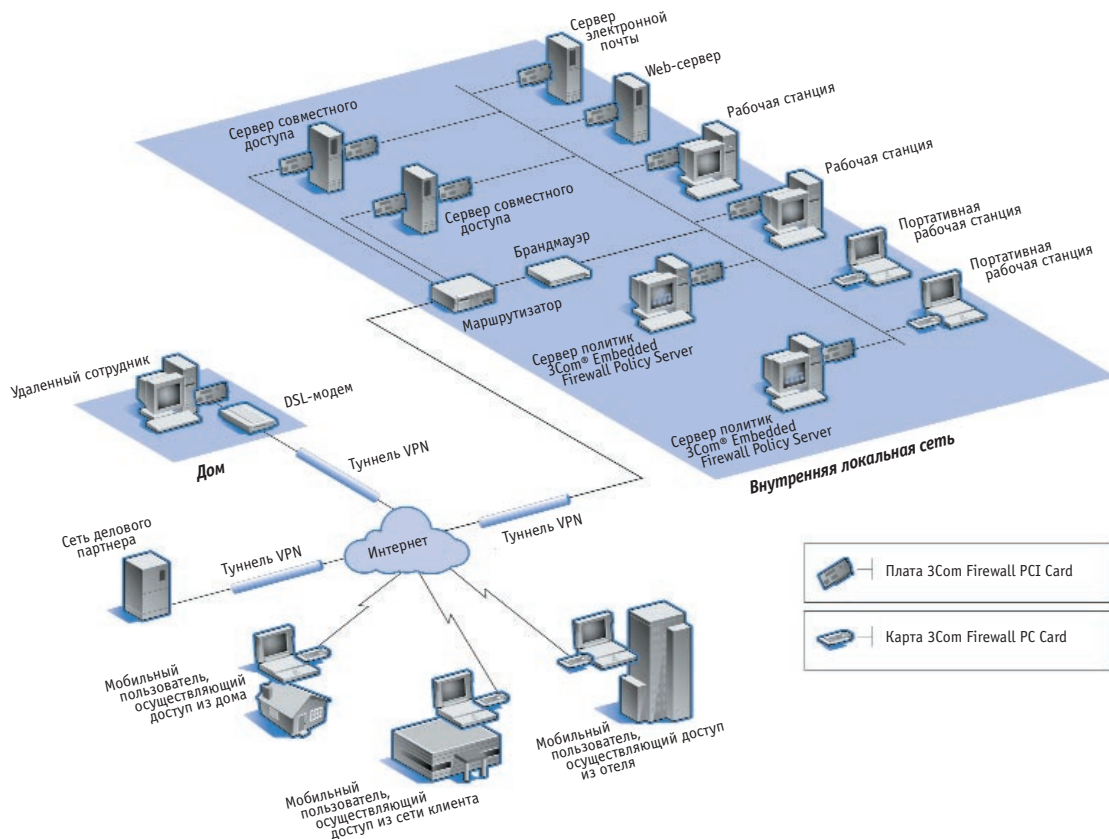 Сервер
электронной
почты
Web-сервер
Сервер совместного
доступа
Рабочая станция
Рабочая станция
Сервер совместного
доступа
Портативная
рабочая станция
Портативная
рабочая станция
Брандмауэр
Маршрутизатор
Сервер политик
3Com® Embedded
Firewall Policy Server
Сервер политик
3Com® Embedded
Firewall Policy Server
Внутренняя локальная сеть
Удаленный сотрудник
DSL-модем
Дом
Туннель VPN
Сеть делового
партнера
Туннель VPN
Интернет
Туннель VPN
Плата 3Com Firewall PCI Card
Карта 3Com Firewall PC Card
Мобильный
пользователь,
осуществляющий
доступ из дома
Мобильный
пользователь,
осуществляющий
доступ из сети клиента
Мобильный
пользователь,
осуществляющий доступ
из отеля